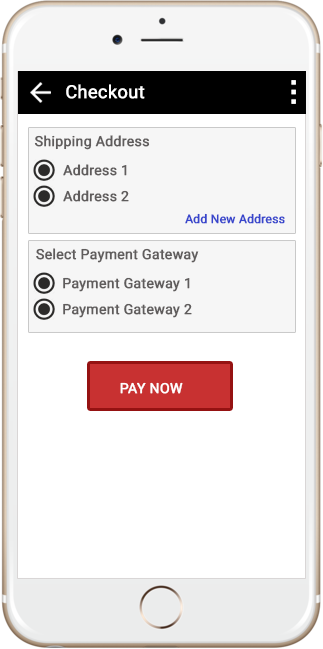 Checkout
Shipping Address
Address 1
Address 2
Add New Address
Select Payment Gateway
Payment Gateway 1
Payment Gateway 2
PAY NOW